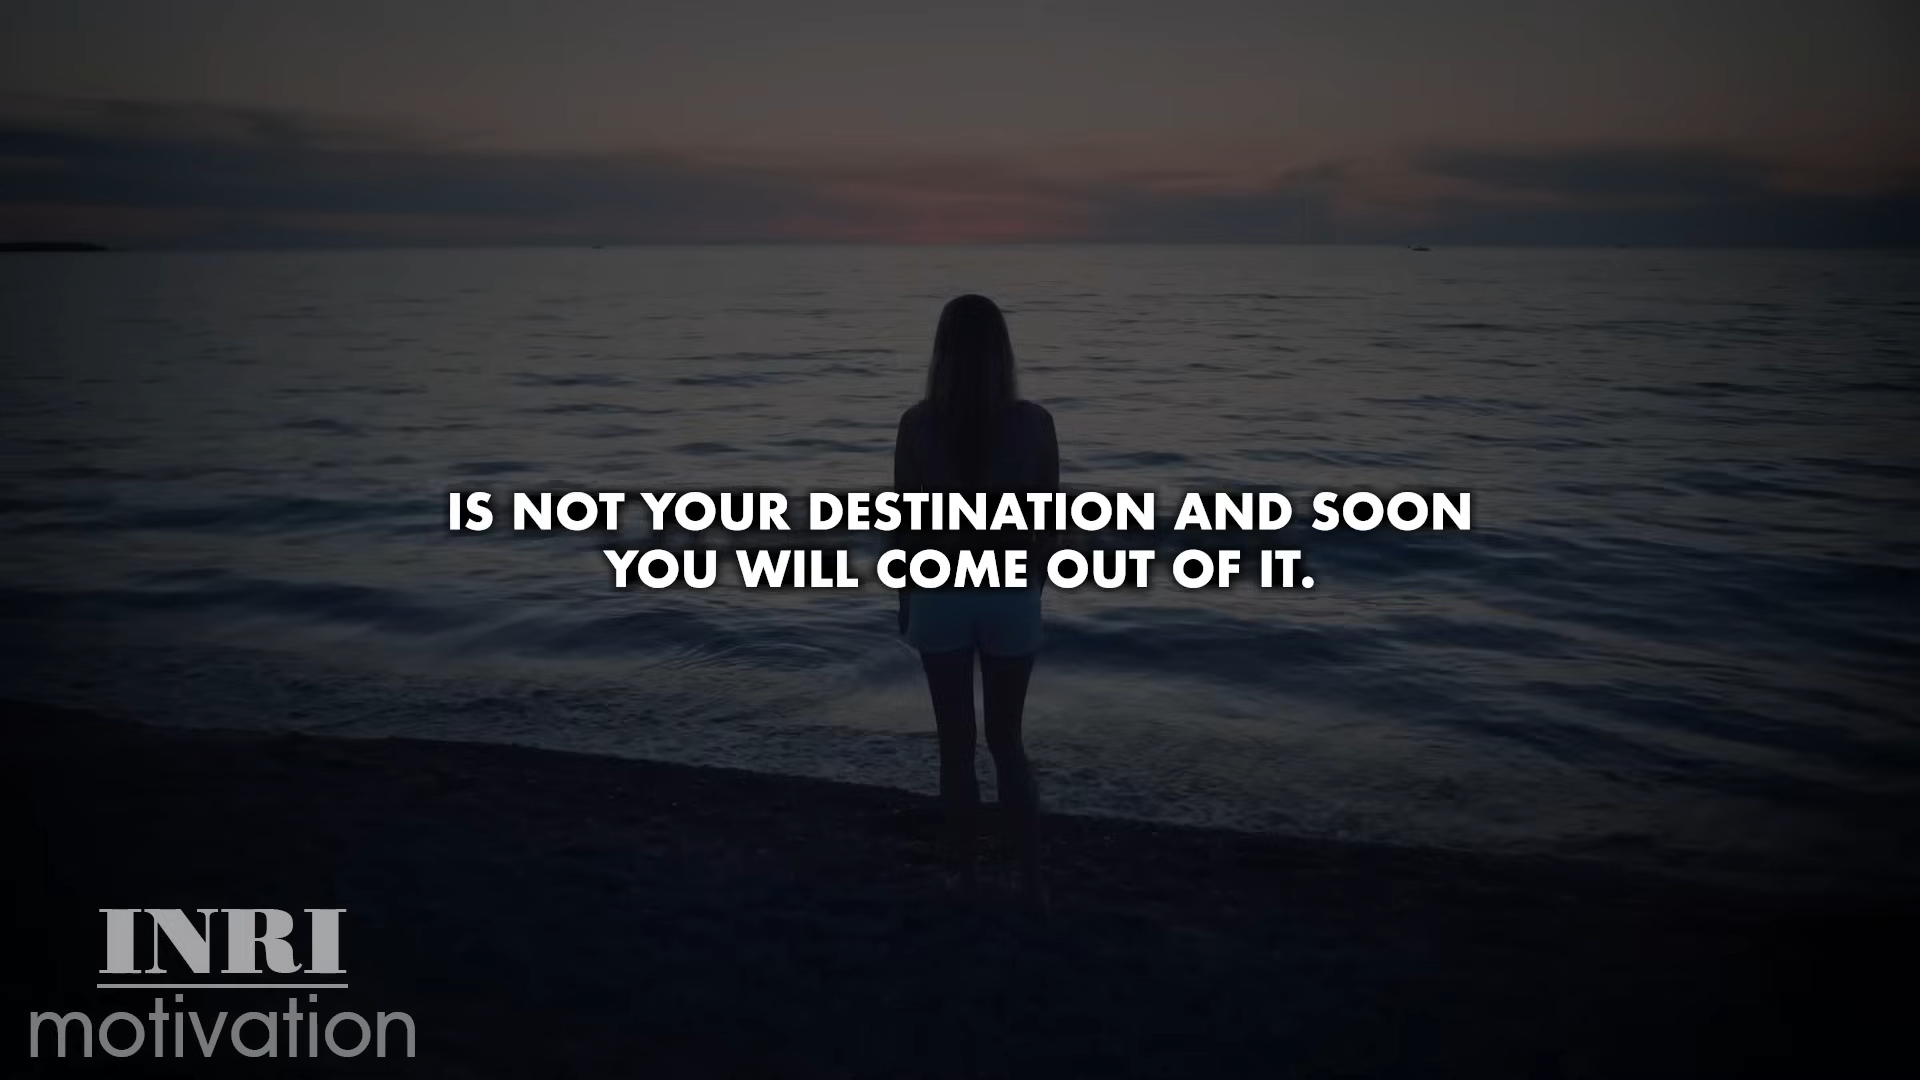 IS NOT YOUR DESTINATION AND SOON
YOU WILL COME OUT OF IT.
INRI
motivation